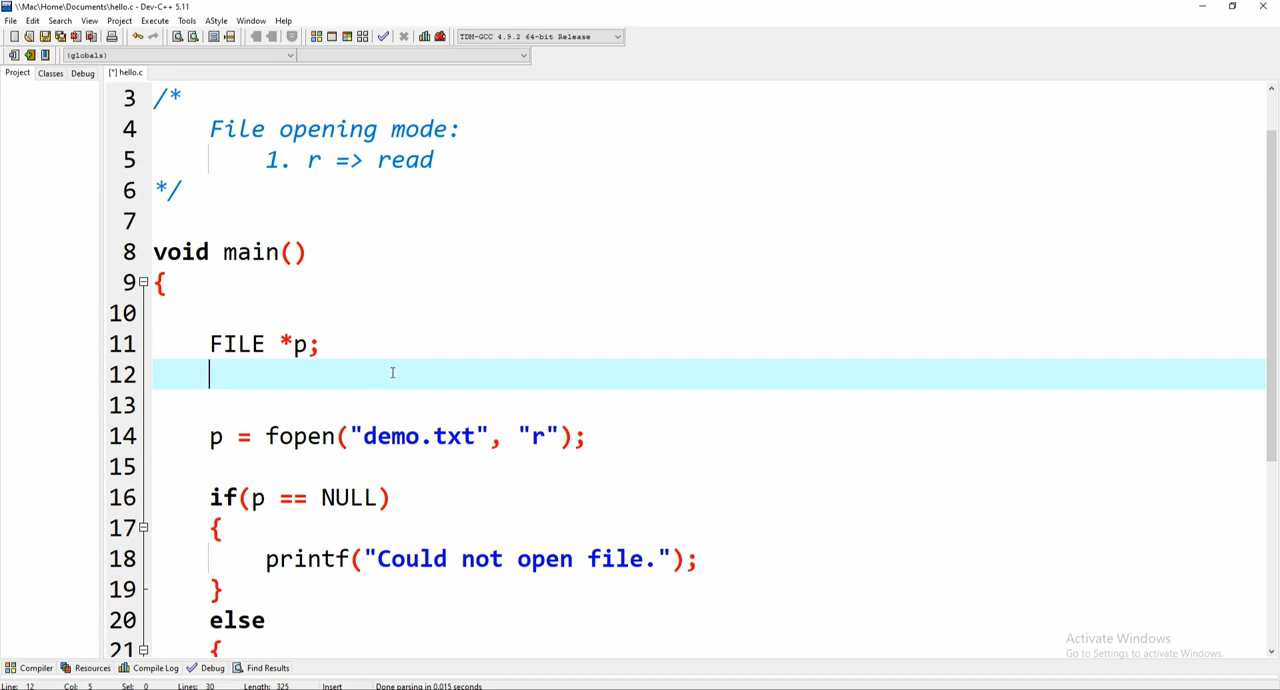 \\Mac\Home\Documents\hello.c - Dev-C++ 5.11
File Edit Search View Project Execute Tools AStyle Window Help
TDM-GCC 4.9.2 64-bit Release
(globals)
Project Classes Debug [*] hello.c
3 /*
4 File opening mode:
5 1. r => read
6 */
7
8 void main()
9 {
10
11 FILE *p;
12
13
14 p = fopen("demo.txt", "r");
15
16 if(p == NULL)
17 {
18 printf("Could not open file.");
19 }
20 else
21 {
Activate Windows
Go to Settings to activate Windows.
Compiler Resources Compile Log Debug Find Results
Line: 12 Col: 5 Sel: 0 Lines: 30 Length: 325 Insert Done parsing in 0.015 seconds